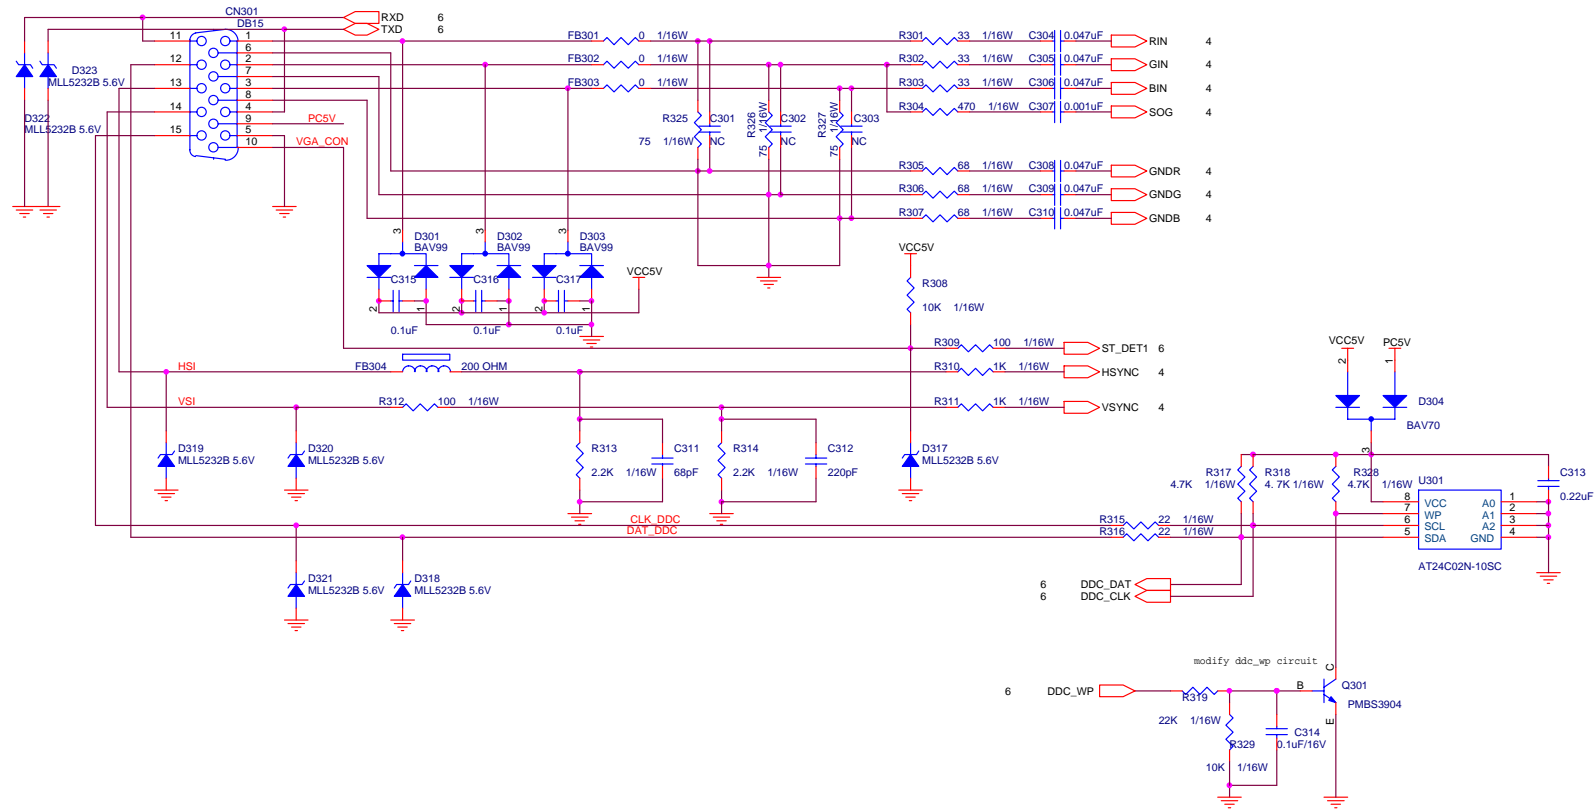 CN301
DB15
RXD 6
TXD 6
11
12
13
14
15
1
6
2
7
3
8
4
9
5
10
PC5V
VGA_CON
D323
MLL5232B 5.6V
D322
MLL5232B 5.6V
FB301 0 1/16W
FB302 0 1/16W
FB303 0 1/16W
R301 33 1/16W C304 0.047uF RIN 4
R302 33 1/16W C305 0.047uF GIN 4
R303 33 1/16W C306 0.047uF BIN 4
R304 470 1/16W C307 0.001uF SOG 4
R325 75 1/16W
C301 NC
R326 75 1/16W
C302 NC
R327 75 1/16W
C303 NC
R305 68 1/16W C308 0.047uF GNDR 4
R306 68 1/16W C309 0.047uF GNDG 4
R307 68 1/16W C310 0.047uF GNDB 4
3 D301 BAV99
3 D302 BAV99
3 D303 BAV99
C315
C316
C317
VCC5V
2 1 2 1 2 1
0.1uF
0.1uF
0.1uF
VCC5V
R308
10K 1/16W
R309 100 1/16W ST_DET1 6
HSI
FB304 200 OHM
R310 1K 1/16W HSYNC 4
VSI
R312 100 1/16W
R311 1K 1/16W VSYNC 4
D319
MLL5232B 5.6V
D320
MLL5232B 5.6V
R313
2.2K 1/16W
C311
68pF
R314
2.2K 1/16W
C312
220pF
D317
MLL5232B 5.6V
VCC5V PC5V
2 1
D304
BAV70
3
R317
4.7K 1/16W
R318
4.7K 1/16W
R328
4.7K 1/16W
C313
0.22uF
U301
8 VCC A0 1
7 WP A1 2
6 SCL A2 3
5 SDA GND 4
AT24C02N-10SC
CLK_DDC
DAT_DDC
R315 22 1/16W
R316 22 1/16W
D321
MLL5232B 5.6V
D318
MLL5232B 5.6V
6 DDC_DAT
6 DDC_CLK
modify ddc_wp circuit
6 DDC_WP
R319
22K 1/16W
B
C
E
Q301
PMBS3904
R329
10K 1/16W
C314
0.1uF/16V